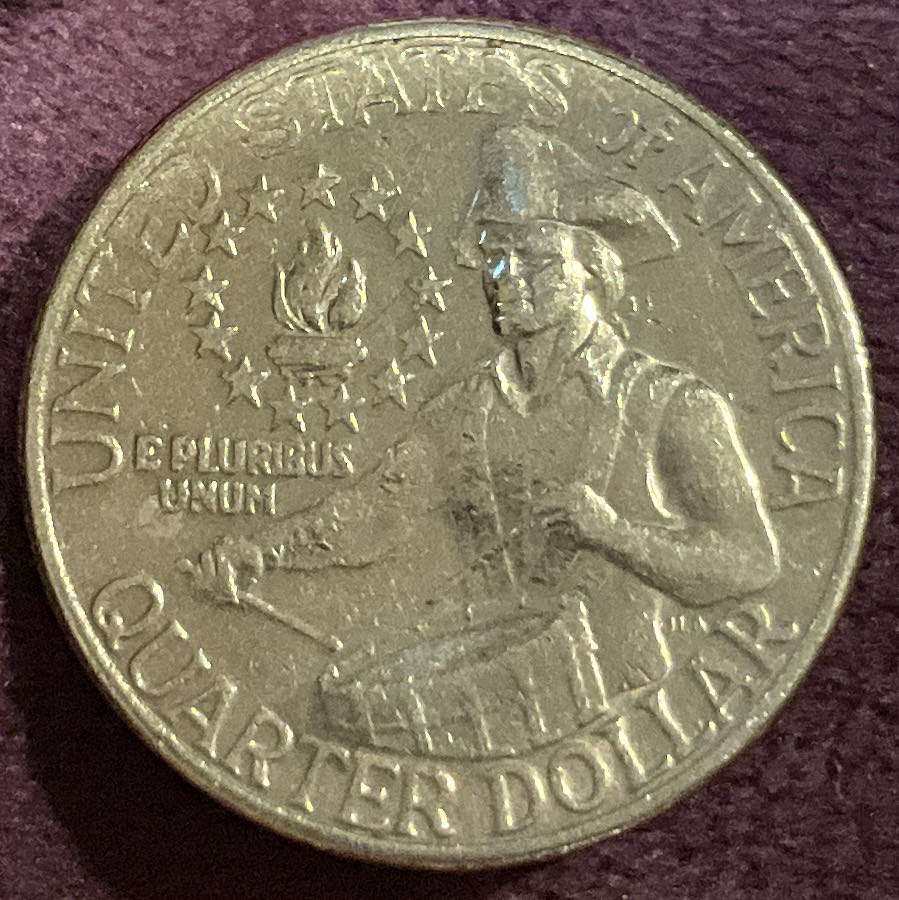 UNITED STATES of AMERICA
E PLURIBUS
UNUM
QUARTER DOLLAR